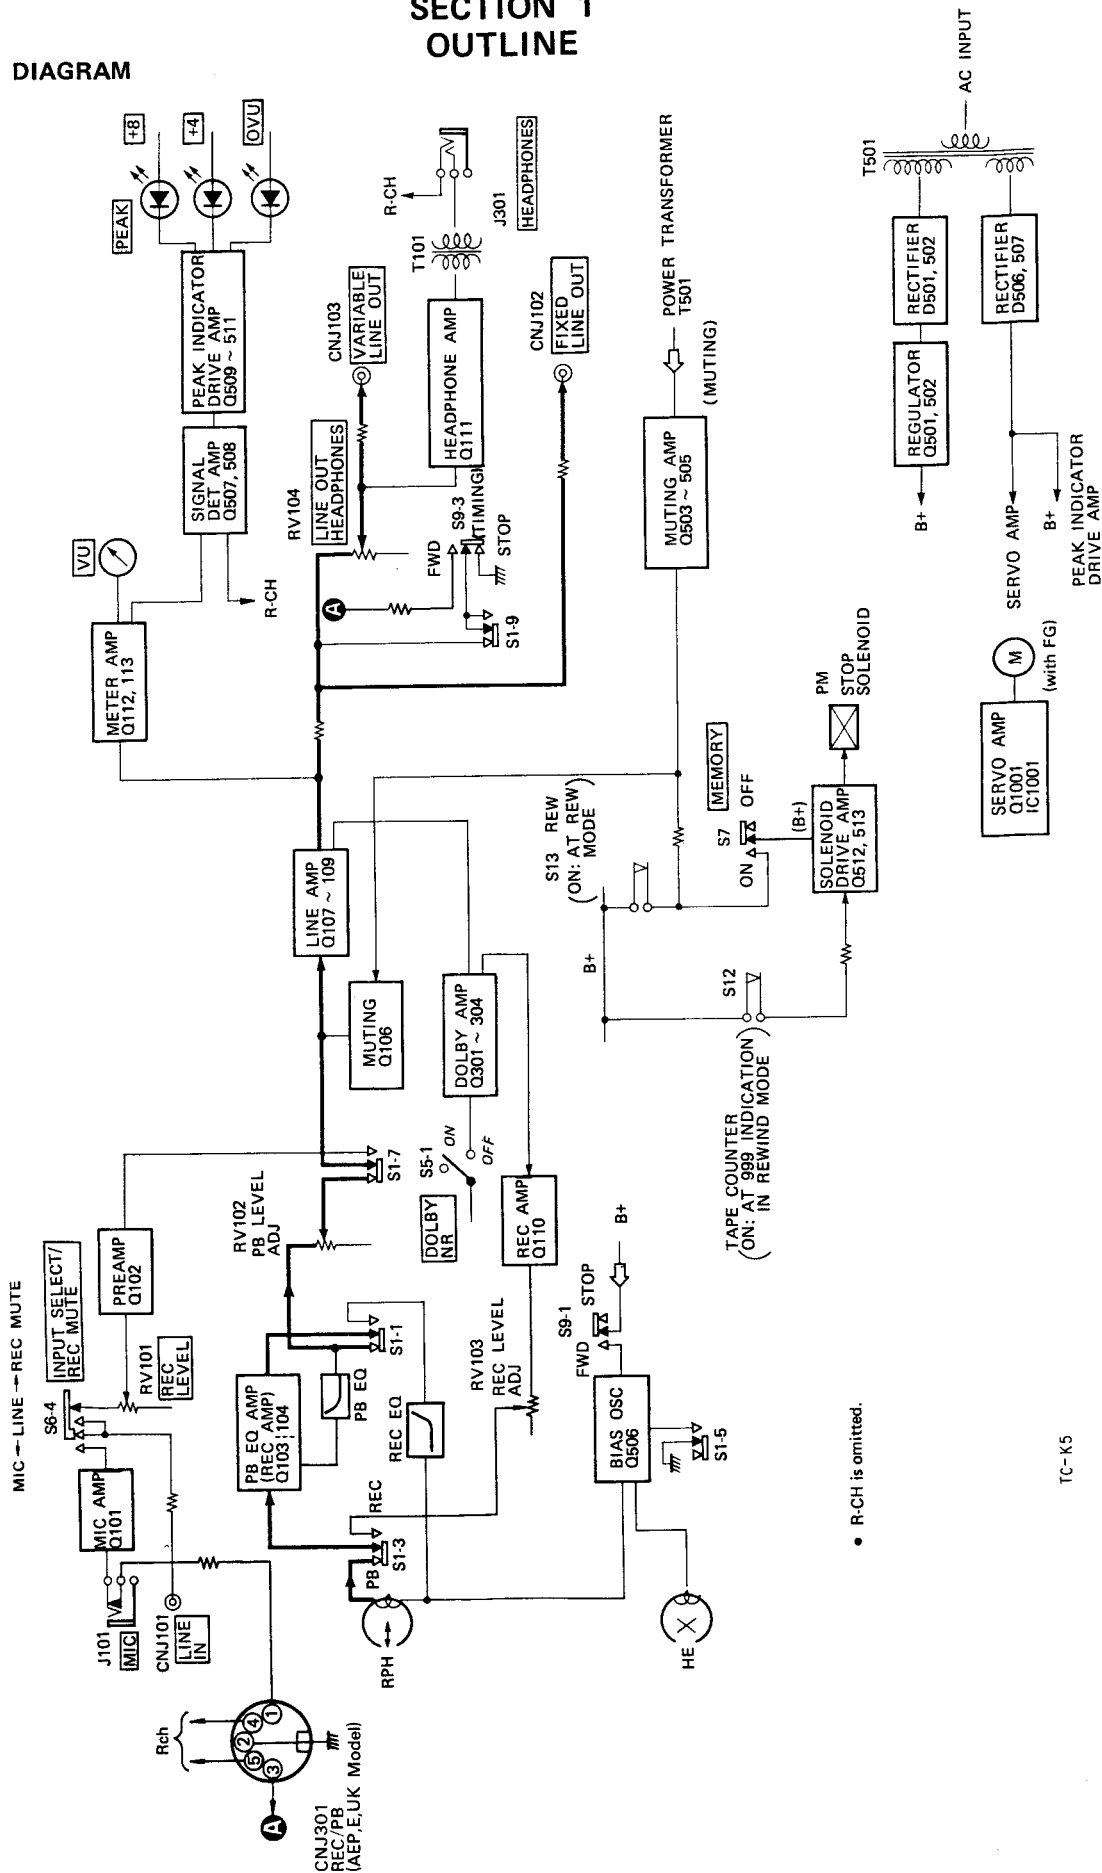 SECTION 1
OUTLINE
DIAGRAM
MIC ↔ LINE → REC MUTE
S6-4
INPUT SELECT/
REC MUTE
MIC AMP
Q101
J101
MIC
CNJ101
LINE
IN
RV101
REC
LEVEL
PREAMP
Q102
Rch
1
4
2
5
3
A
CNJ301
REC/PB
(AEP,E,UK Model)
RPH
PB
REC
S1-3
PB EQ AMP
(REC AMP)
Q103 104
PB EQ
REC EQ
S1-1
RV102
PB LEVEL
ADJ
S1-7
RV103
REC LEVEL
ADJ
REC AMP
Q110
DOLBY
NR
S5-1
ON
OFF
DOLBY AMP
Q301 ~ 304
MUTING
Q106
LINE AMP
Q107 ~ 109
METER AMP
Q112, 113
VU
R-CH
SIGNAL
DET AMP
Q507, 508
PEAK INDICATOR
DRIVE AMP
Q509 ~ 511
PEAK
+8
+4
OVU
RV104
LINE OUT
HEADPHONES
CNJ103
VARIABLE
LINE OUT
A
FWD
S9-3
(TIMING)
STOP
S1-9
HEADPHONE AMP
Q111
T101
R-CH
J301
HEADPHONES
CNJ102
FIXED
LINE OUT
MUTING AMP
Q503 ~ 505
(MUTING)
POWER TRANSFORMER
T501
HE
BIAS OSC
Q506
S1-5
FWD
S9-1
STOP
B+
TAPE COUNTER
(ON: AT 999 INDICATION
IN REWIND MODE)
S12
B+
S13 REW
(ON: AT REW
MODE)
S7
MEMORY
ON
OFF
(B+)
SOLENOID
DRIVE AMP
Q512, 513
PM
STOP
SOLENOID
SERVO AMP
Q1001
IC1001
M
(with FG)
B+
REGULATOR
Q501, 502
RECTIFIER
D501, 502
T501
AC INPUT
SERVO AMP
RECTIFIER
D506, 507
B+
PEAK INDICATOR
DRIVE AMP
• R-CH is omitted.
TC-K5